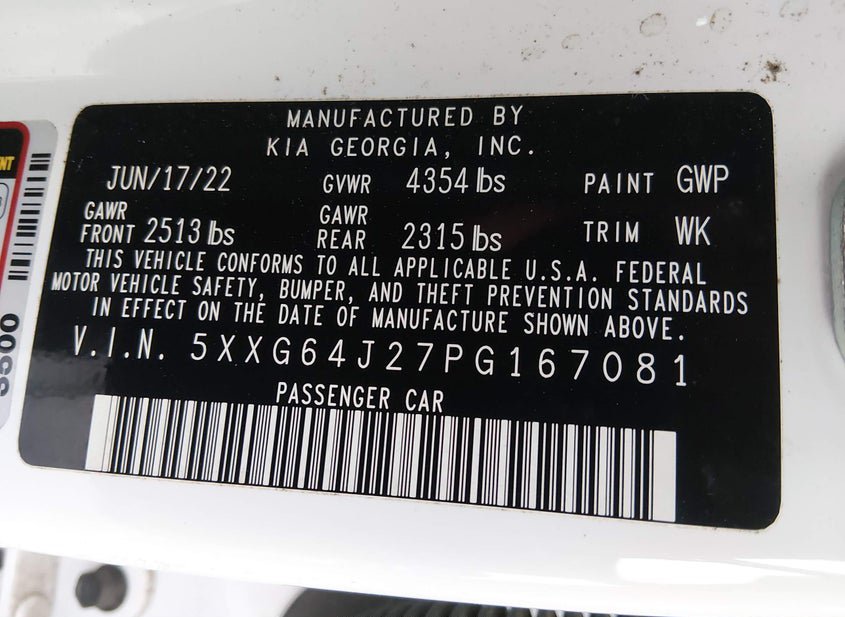 MANUFACTURED BY
KIA GEORGIA, INC.
JUN/17/22 GVWR 4354 lbs PAINT GWP
GAWR FRONT 2513 lbs GAWR REAR 2315 lbs TRIM WK
THIS VEHICLE CONFORMS TO ALL APPLICABLE U.S.A. FEDERAL
MOTOR VEHICLE SAFETY, BUMPER, AND THEFT PREVENTION STANDARDS
IN EFFECT ON THE DATE OF MANUFACTURE SHOWN ABOVE.
V.I.N. 5XXG64J27PG167081
PASSENGER CAR